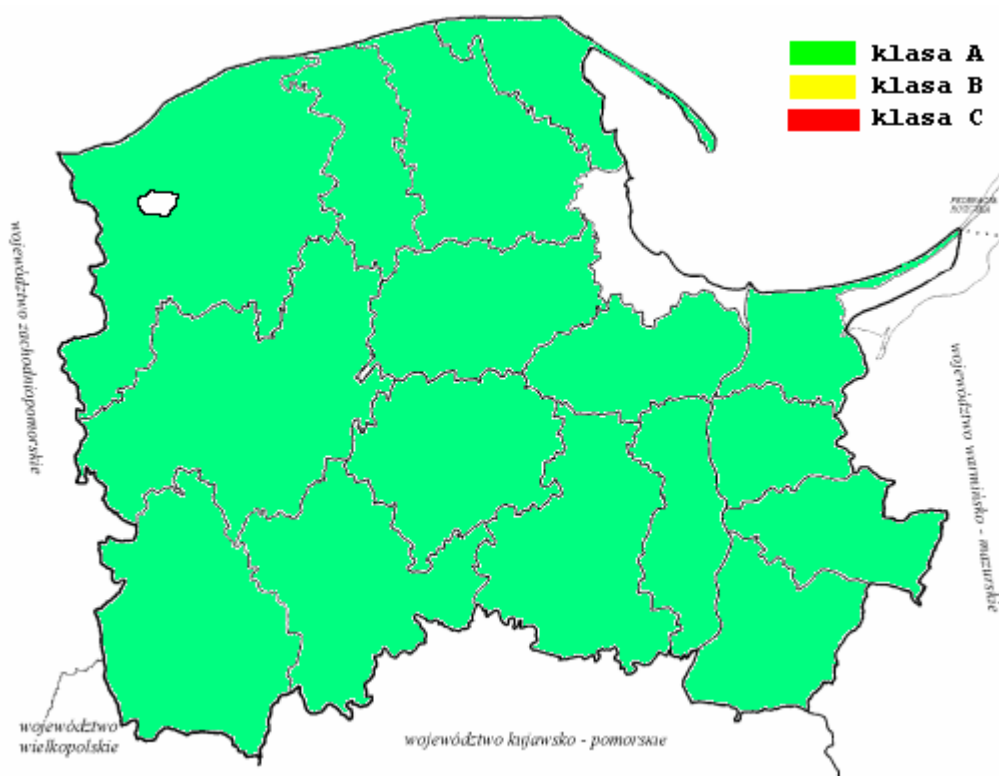 klasa A
klasa B
klasa C
województwo zachodniopomorskie
województwo warmińsko - mazurskie
województwo
wielkopolskie
województwo kujawsko - pomorskie